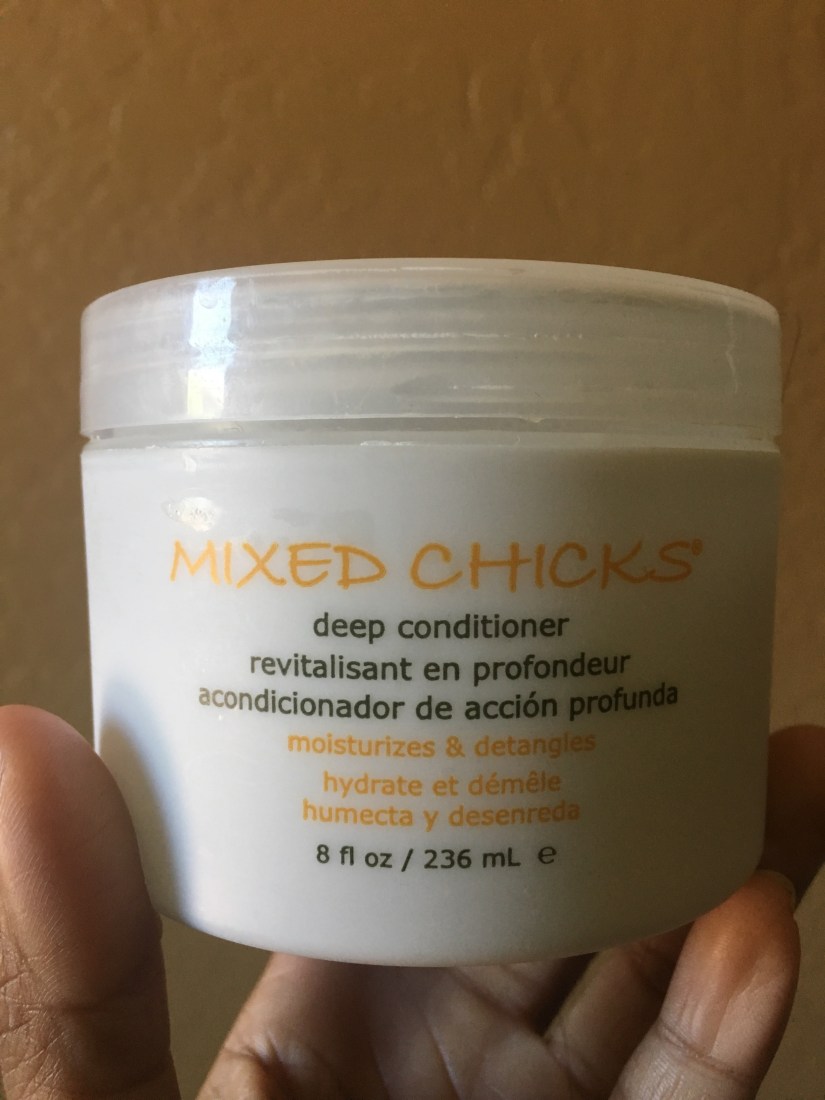 MIXED CHICKS®
deep conditioner
revitalisant en profondeur
acondicionador de acción profunda
moisturizes & detangles
hydrate et démêle
humecta y desenreda
8 fl oz / 236 mL ℮